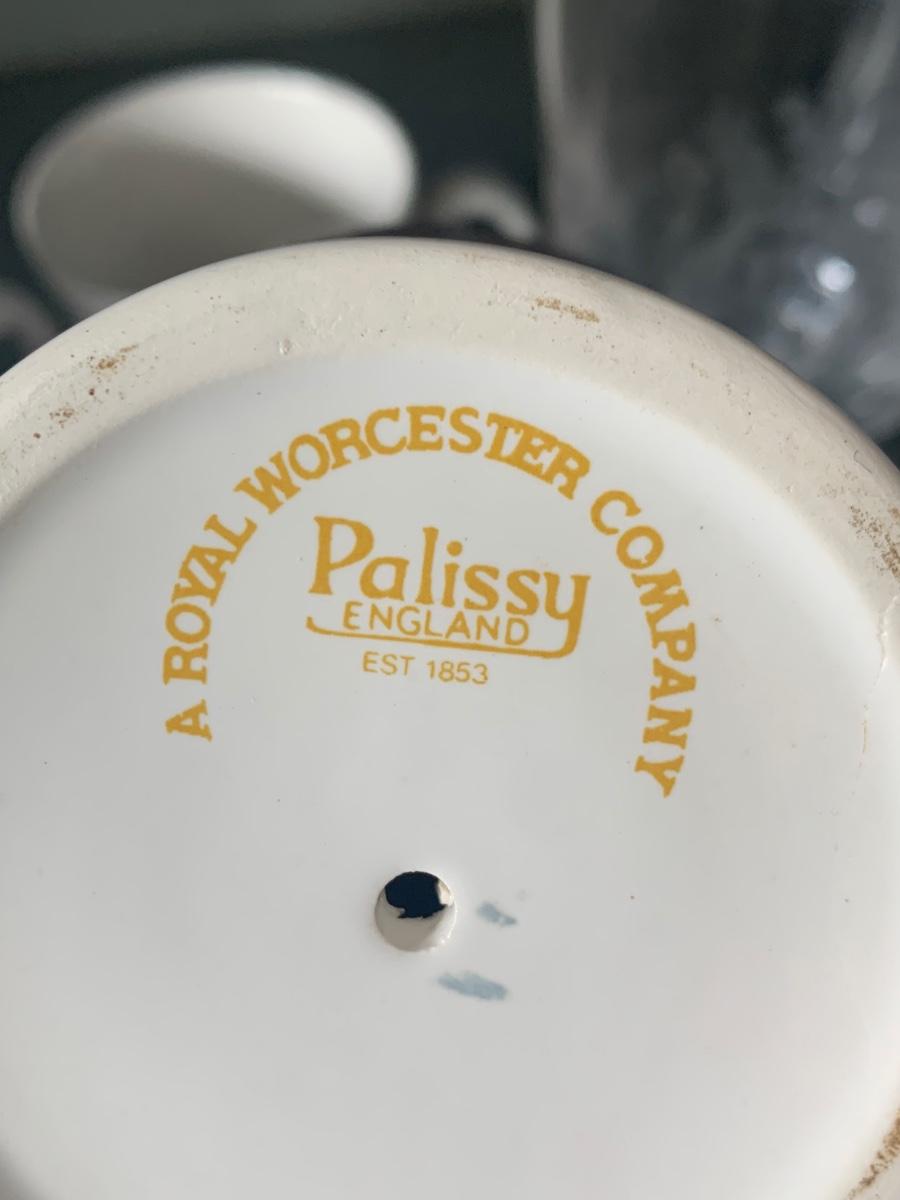 A ROYAL WORCESTER COMPANY
Palissy
ENGLAND
EST 1853